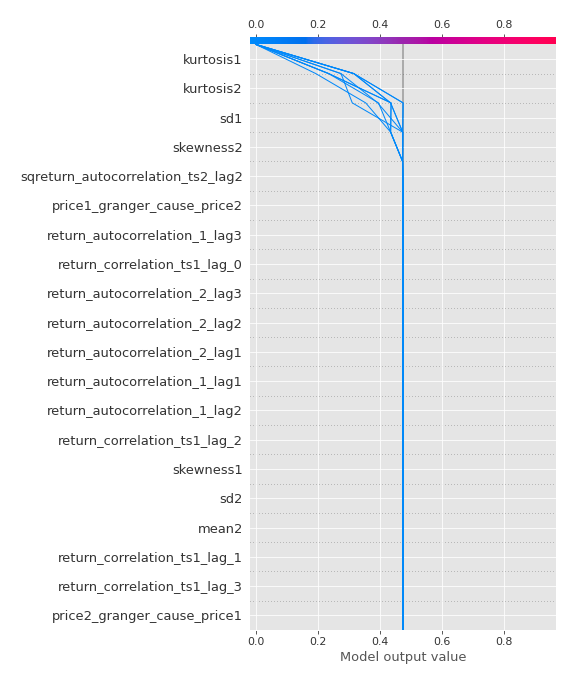 0.0 0.2 0.4 0.6 0.8
kurtosis1
kurtosis2
sd1
skewness2
sqreturn_autocorrelation_ts2_lag2
price1_granger_cause_price2
return_autocorrelation_1_lag3
return_correlation_ts1_lag_0
return_autocorrelation_2_lag3
return_autocorrelation_2_lag2
return_autocorrelation_2_lag1
return_autocorrelation_1_lag1
return_autocorrelation_1_lag2
return_correlation_ts1_lag_2
skewness1
sd2
mean2
return_correlation_ts1_lag_1
return_correlation_ts1_lag_3
price2_granger_cause_price1
0.0 0.2 0.4 0.6 0.8
Model output value